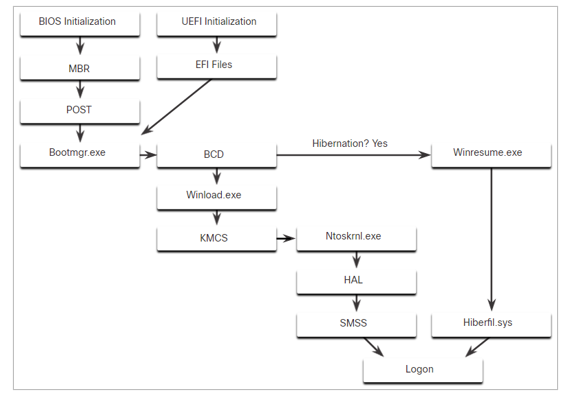 BIOS Initialization
UEFI Initialization
MBR
EFI Files
POST
Hibernation? Yes
Bootmgr.exe
BCD
Winresume.exe
Winload.exe
KMCS
Ntoskrnl.exe
HAL
SMSS
Hiberfil.sys
Logon